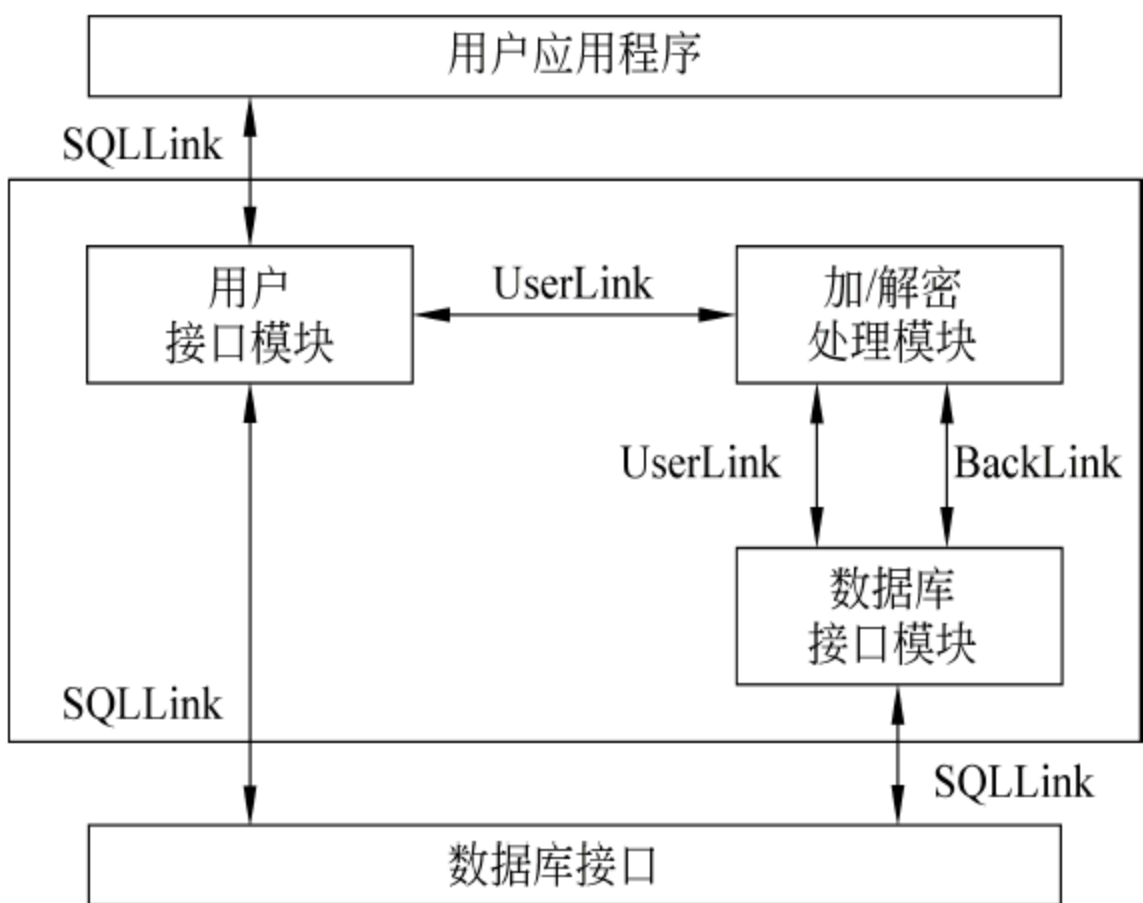 用户应用程序
SQLLink
用户
接口模块
UserLink
加/解密
处理模块
UserLink
BackLink
数据库
接口模块
SQLLink
SQLLink
数据库接口